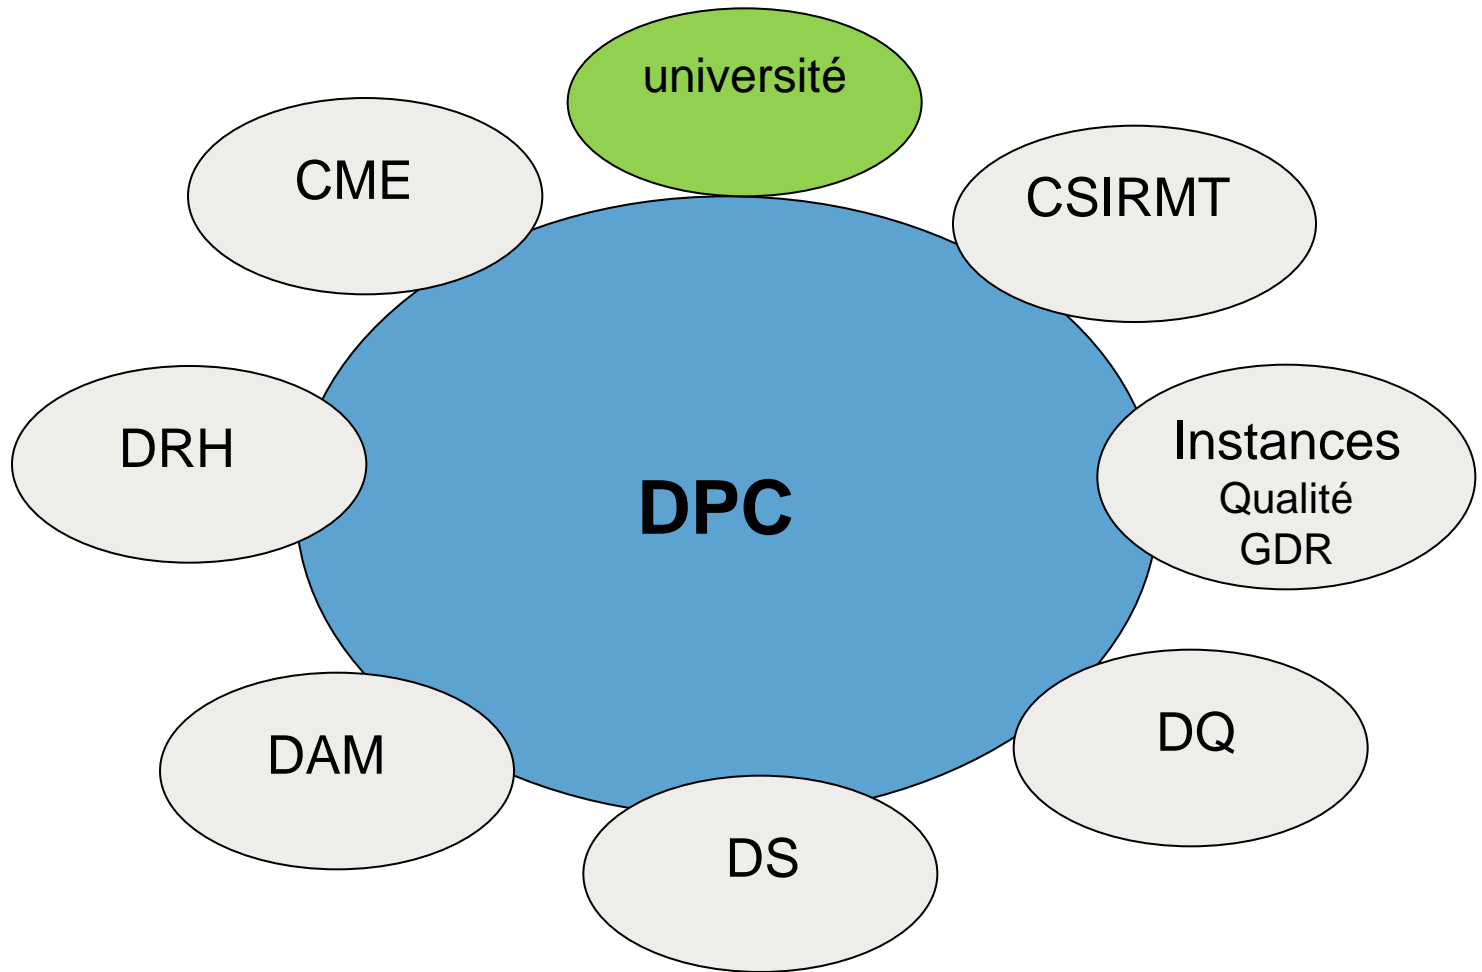 université
CME
CSIRMT
DRH
Instances
Qualité
GDR
DPC
DAM
DQ
DS